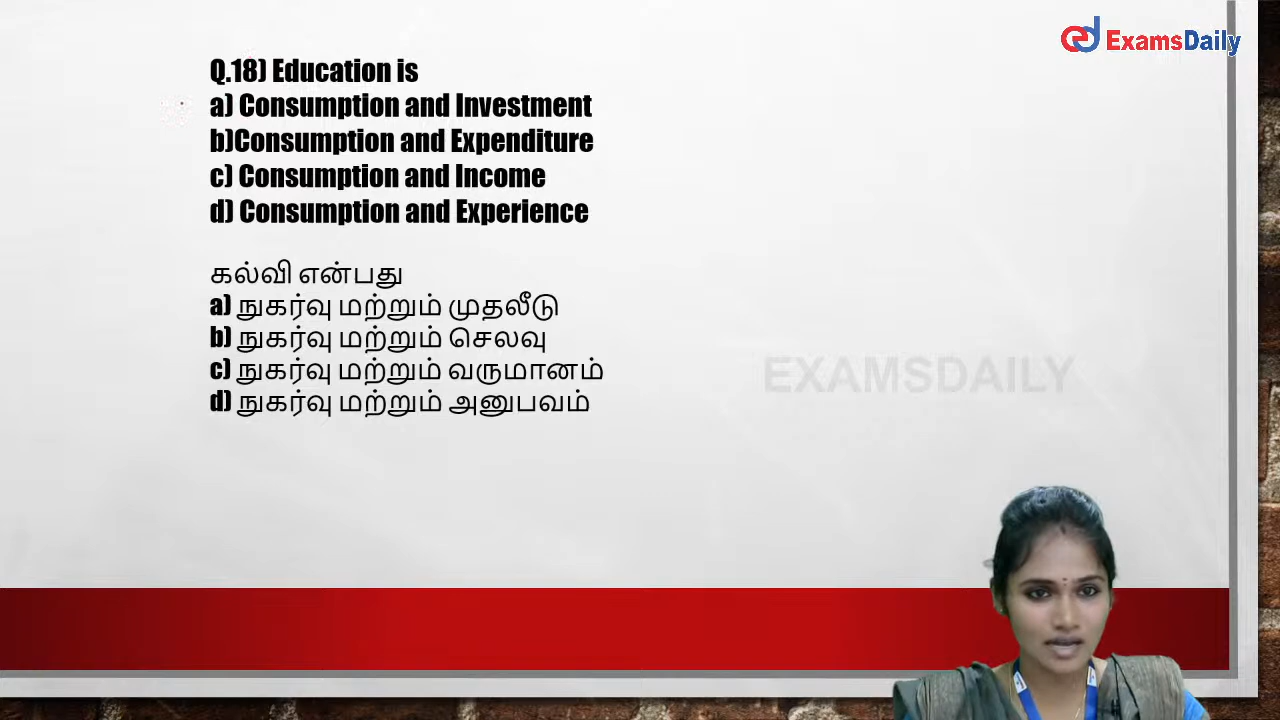 ExamsDaily
Q.18) Education is
a) Consumption and Investment
b)Consumption and Expenditure
c) Consumption and Income
d) Consumption and Experience
கல்வி என்பது
a) நுகர்வு மற்றும் முதலீடு
b) நுகர்வு மற்றும் செலவு
c) நுகர்வு மற்றும் வருமானம்
d) நுகர்வு மற்றும் அனுபவம்
EXAMSDAILY